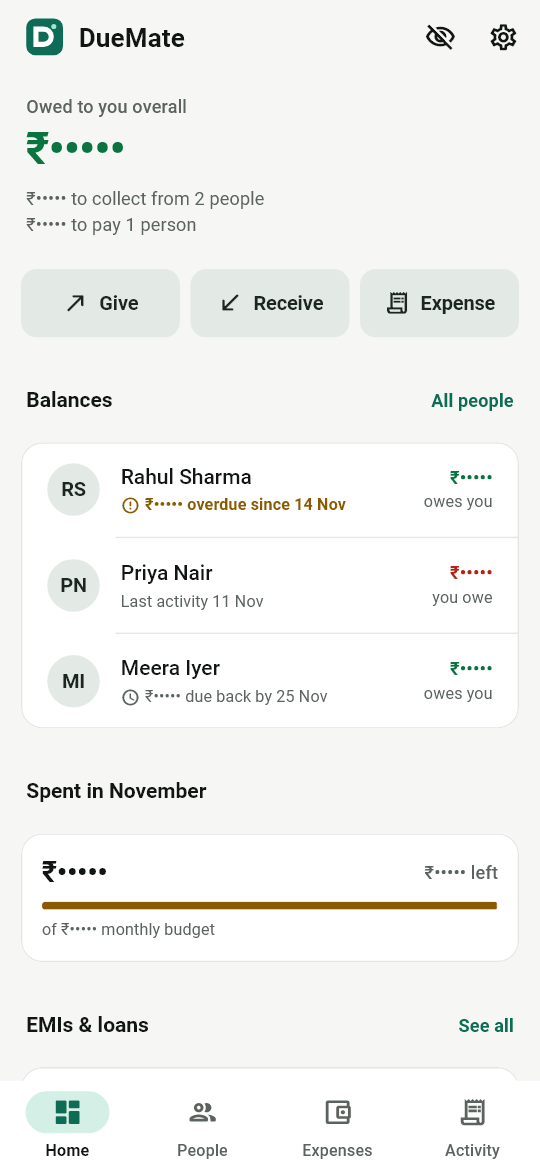 DueMate
Owed to you overall
₹•••••
₹••••• to collect from 2 people
₹••••• to pay 1 person
Give
Receive
Expense
Balances
All people
RS
Rahul Sharma
₹•••••
₹••••• overdue since 14 Nov
owes you
PN
Priya Nair
₹•••••
Last activity 11 Nov
you owe
MI
Meera Iyer
₹•••••
₹••••• due back by 25 Nov
owes you
Spent in November
₹•••••
₹••••• left
of ₹••••• monthly budget
EMIs & loans
See all
Home
People
Expenses
Activity